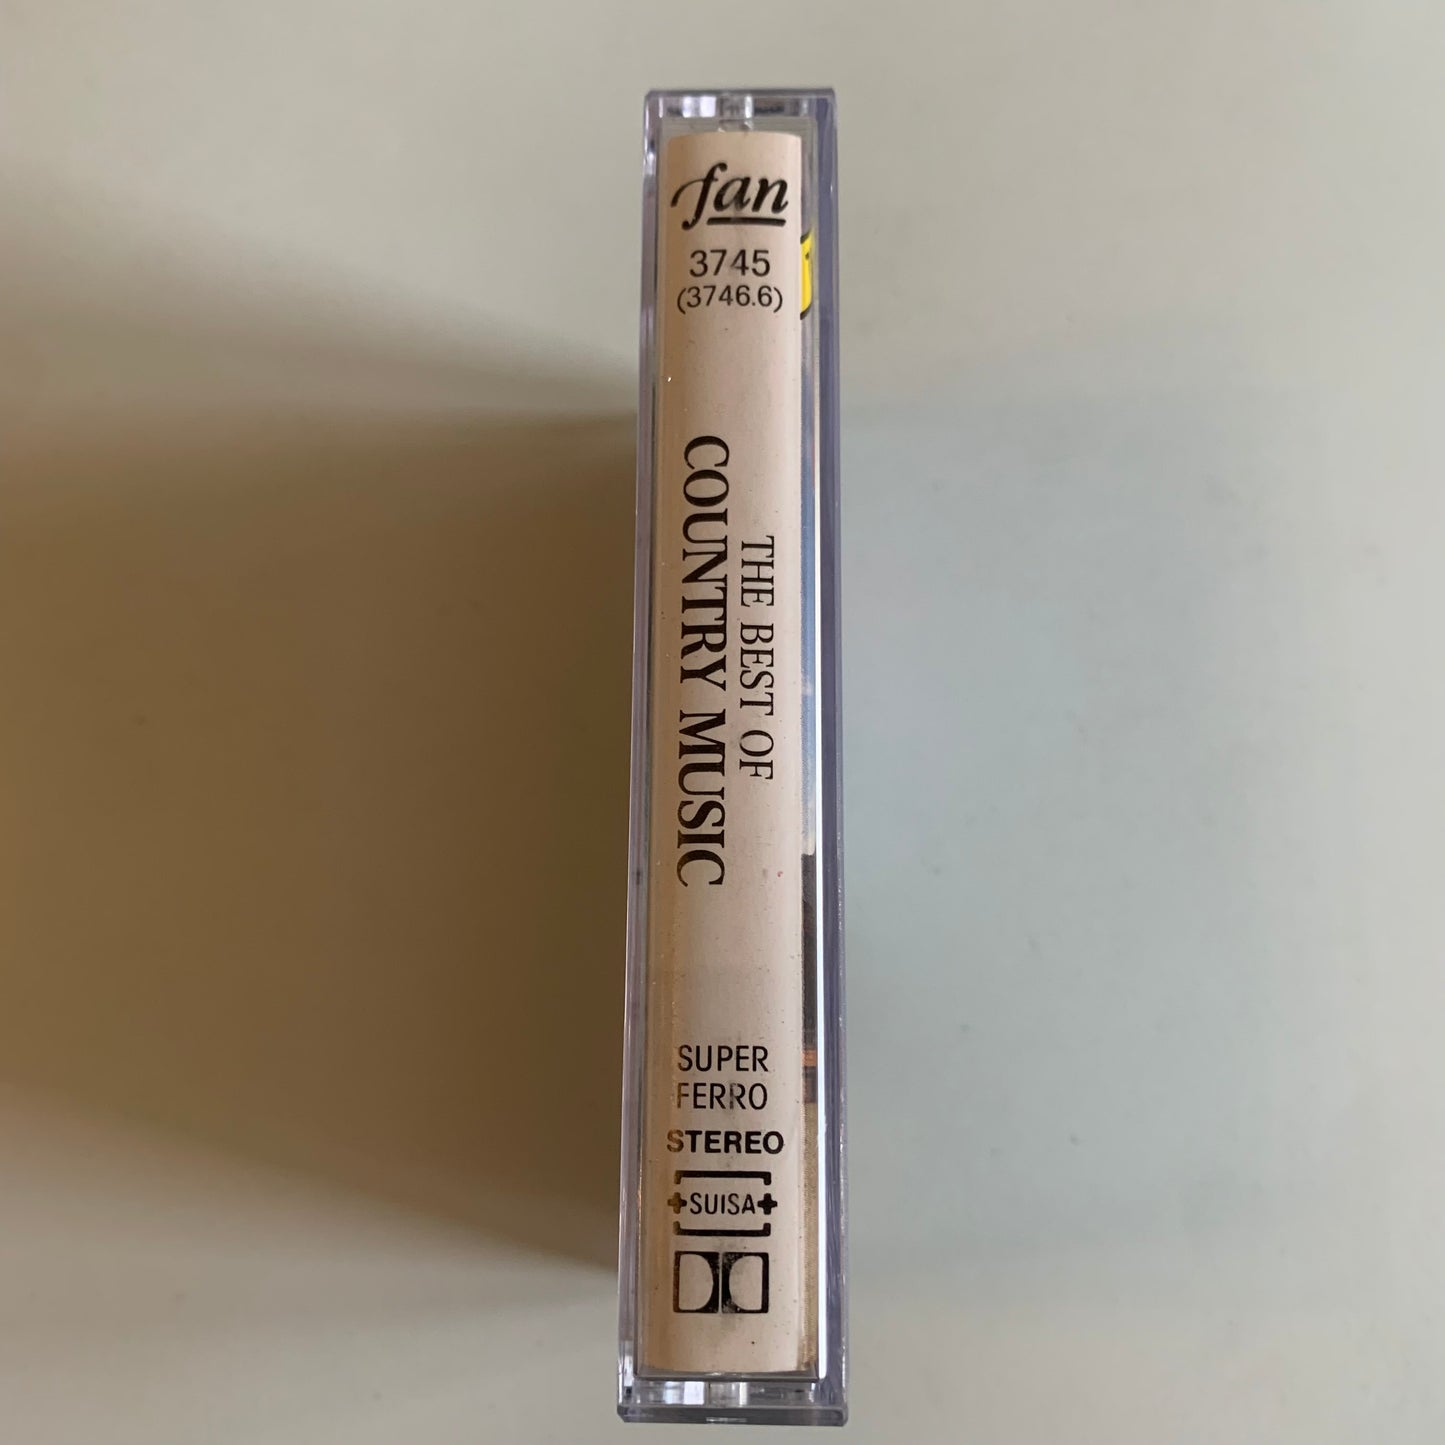 fan
3745
(3746.6)
THE BEST OF
COUNTRY MUSIC
SUPER
FERRO
STEREO
SUISA